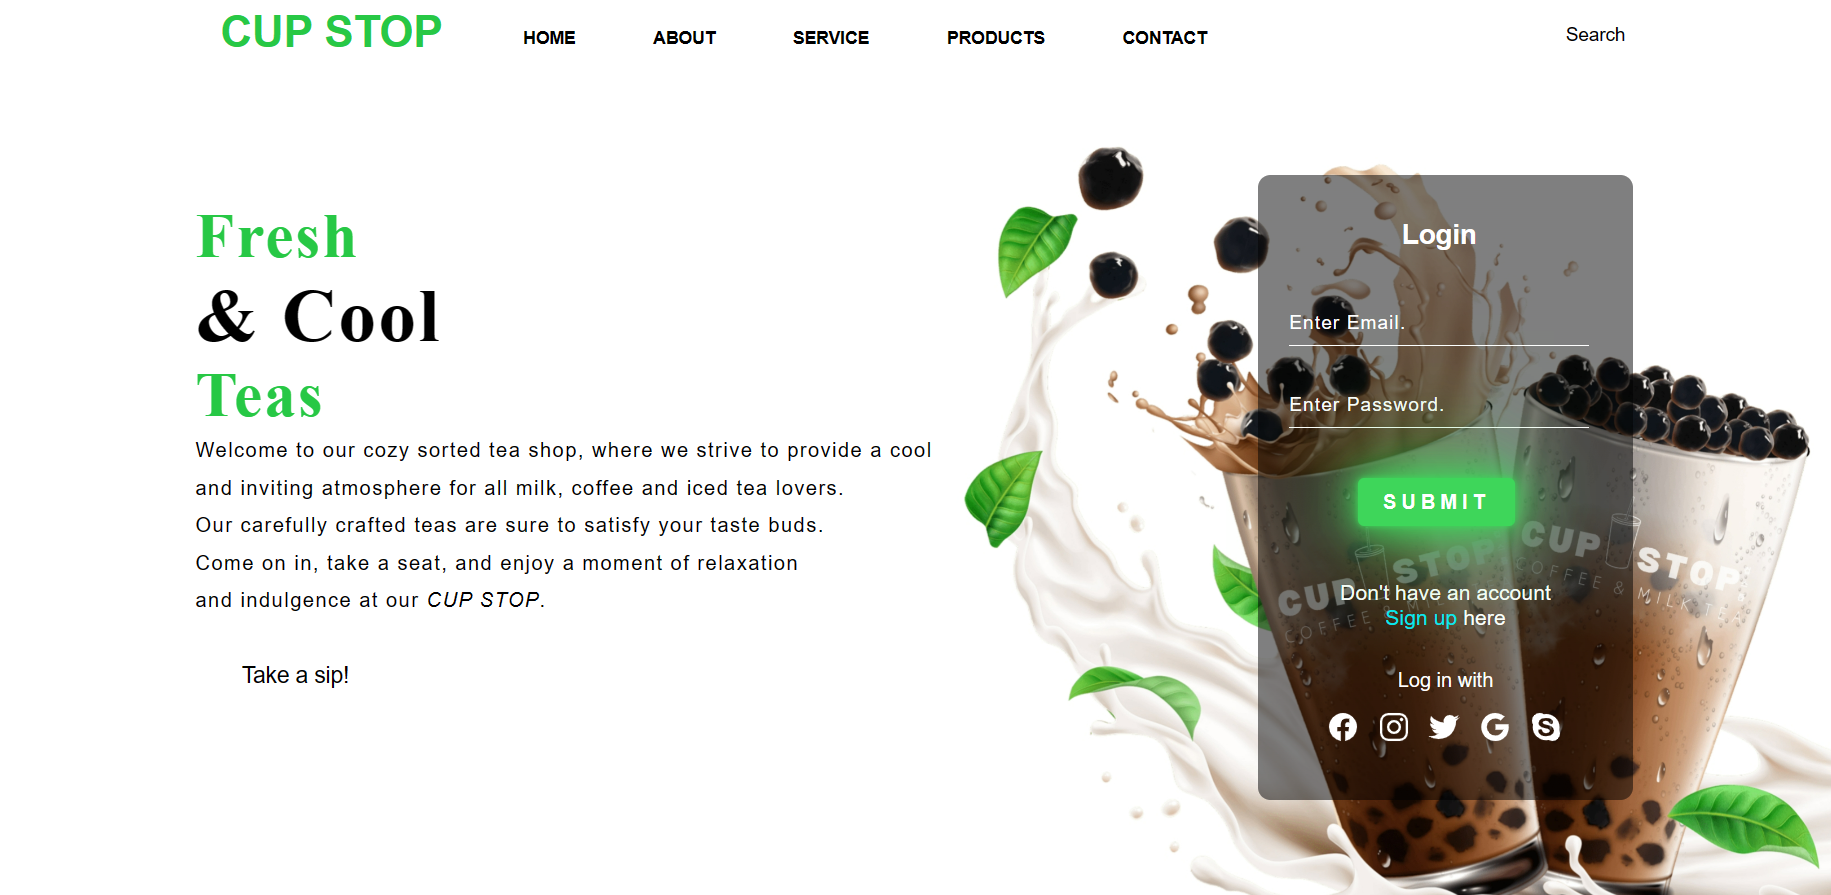 CUP STOP
HOME ABOUT SERVICE PRODUCTS CONTACT
Search
Fresh
& Cool
Teas
Welcome to our cozy sorted tea shop, where we strive to provide a cool
and inviting atmosphere for all milk, coffee and iced tea lovers.
Our carefully crafted teas are sure to satisfy your taste buds.
Come on in, take a seat, and enjoy a moment of relaxation
and indulgence at our CUP STOP.
Take a sip!
Login
Enter Email.
Enter Password.
SUBMIT
Don't have an account
Sign up here
Log in with
CUP STOP
COFFEE & MILK
CUP STOP
COFFEE & MILK TE